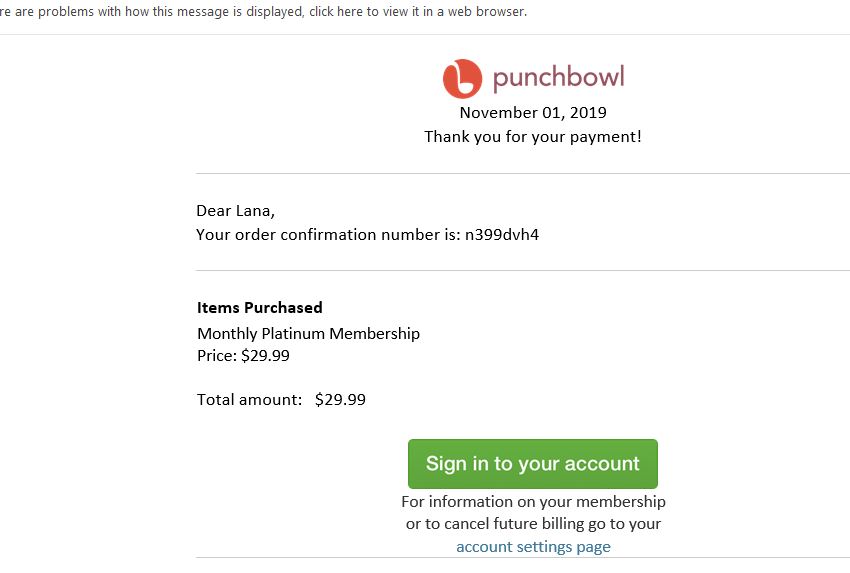 re are problems with how this message is displayed, click here to view it in a web browser.
punchbowl
November 01, 2019
Thank you for your payment!
Dear Lana,
Your order confirmation number is: n399dvh4
Items Purchased
Monthly Platinum Membership
Price: $29.99
Total amount: $29.99
Sign in to your account
For information on your membership
or to cancel future billing go to your
account settings page